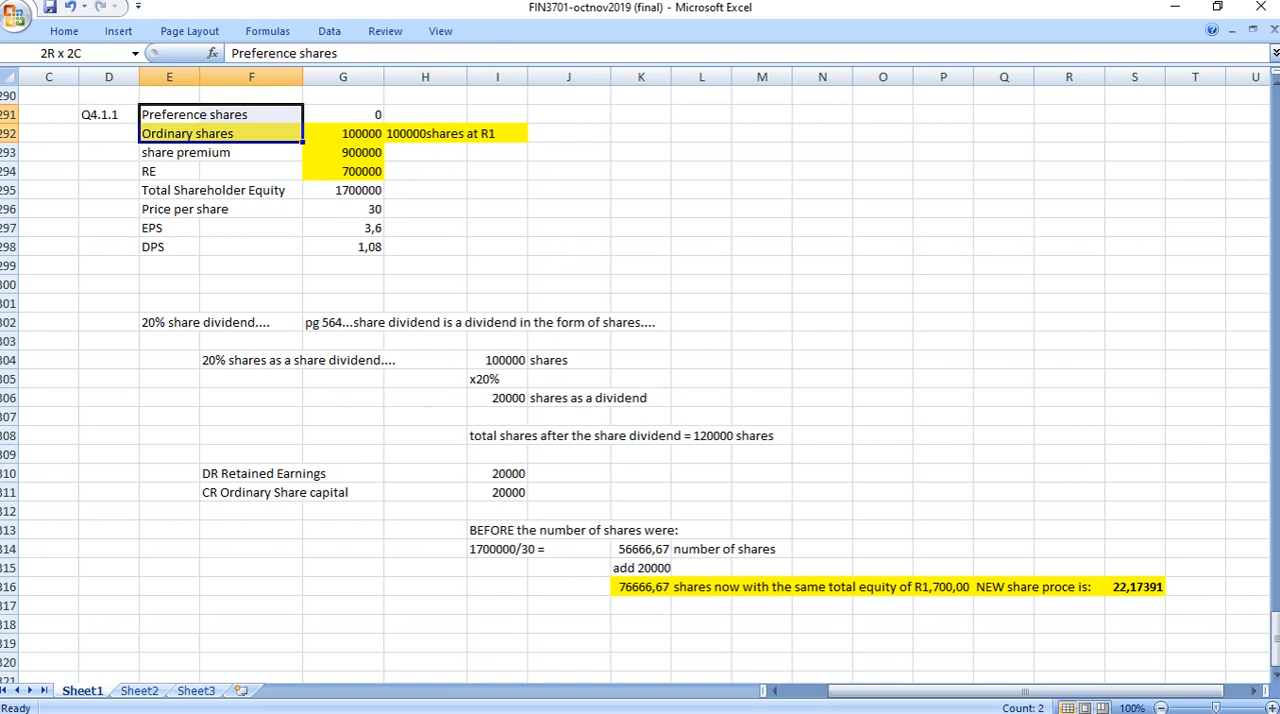 FIN3701-octnov2019 (final) - Microsoft Excel
Home Insert Page Layout Formulas Data Review View
2R x 2C fx Preference shares
C D E F G H I J K L M N O P Q R S T U
290
291 Q4.1.1 Preference shares 0
292 Ordinary shares 100000 100000shares at R1
293 share premium 900000
294 RE 700000
295 Total Shareholder Equity 1700000
296 Price per share 30
297 EPS 3,6
298 DPS 1,08
299
300
301
302 20% share dividend.... pg 564...share dividend is a dividend in the form of shares....
303
304 20% shares as a share dividend.... 100000 shares
305 x20%
306 20000 shares as a dividend
307
308 total shares after the share dividend = 120000 shares
309
310 DR Retained Earnings 20000
311 CR Ordinary Share capital 20000
312
313 BEFORE the number of shares were:
314 1700000/30 = 56666,67 number of shares
315 add 20000
316 76666,67 shares now with the same total equity of R1,700,00 NEW share proce is: 22,17391
317
318
319
320
321
Sheet1 Sheet2 Sheet3
Ready Count: 2 100%